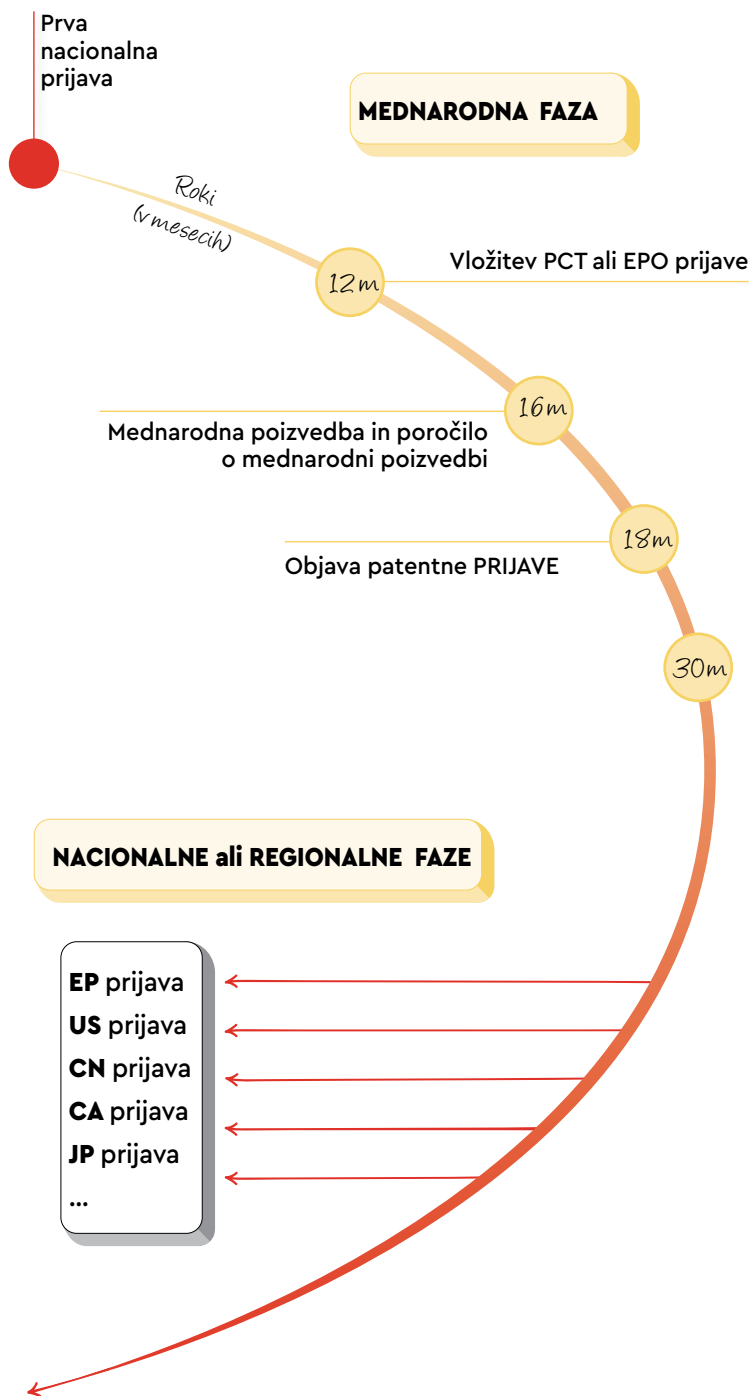 Prva
nacionalna
prijava
MEDNARODNA FAZA
Roki
(v mesecih)
12m
Vložitev PCT ali EPO prijave
16m
Mednarodna poizvedba in poročilo
o mednarodni poizvedbi
18m
Objava patentne PRIJAVE
30m
NACIONALNE ali REGIONALNE FAZE
EP prijava
US prijava
CN prijava
CA prijava
JP prijava
...